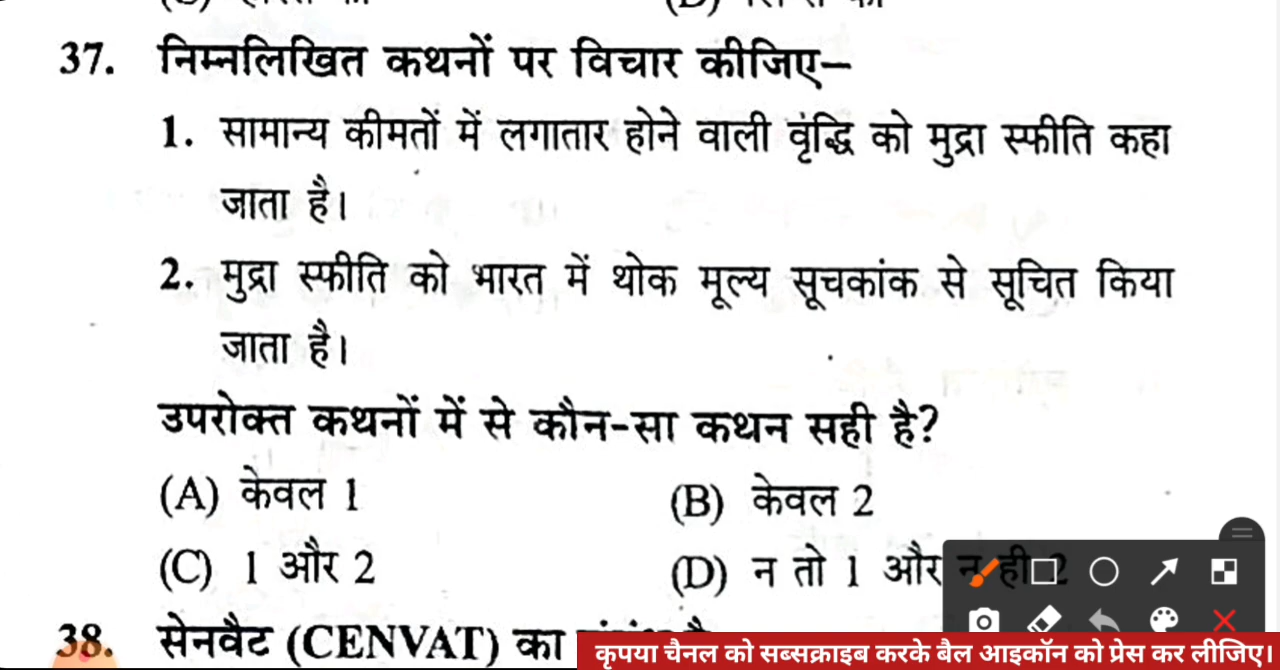 37. निम्नलिखित कथनों पर विचार कीजिए–
1. सामान्य कीमतों में लगातार होने वाली वृद्धि को मुद्रा स्फीति कहा
जाता है।
2. मुद्रा स्फीति को भारत में थोक मूल्य सूचकांक से सूचित किया
जाता है।
उपरोक्त कथनों में से कौन-सा कथन सही है?
(A) केवल 1 (B) केवल 2
(C) 1 और 2 (D) न तो 1 और न ही 2
38. सेनवैट (CENVAT) का
कृपया चैनल को सब्सक्राइब करके बैल आइकॉन को प्रेस कर लीजिए।